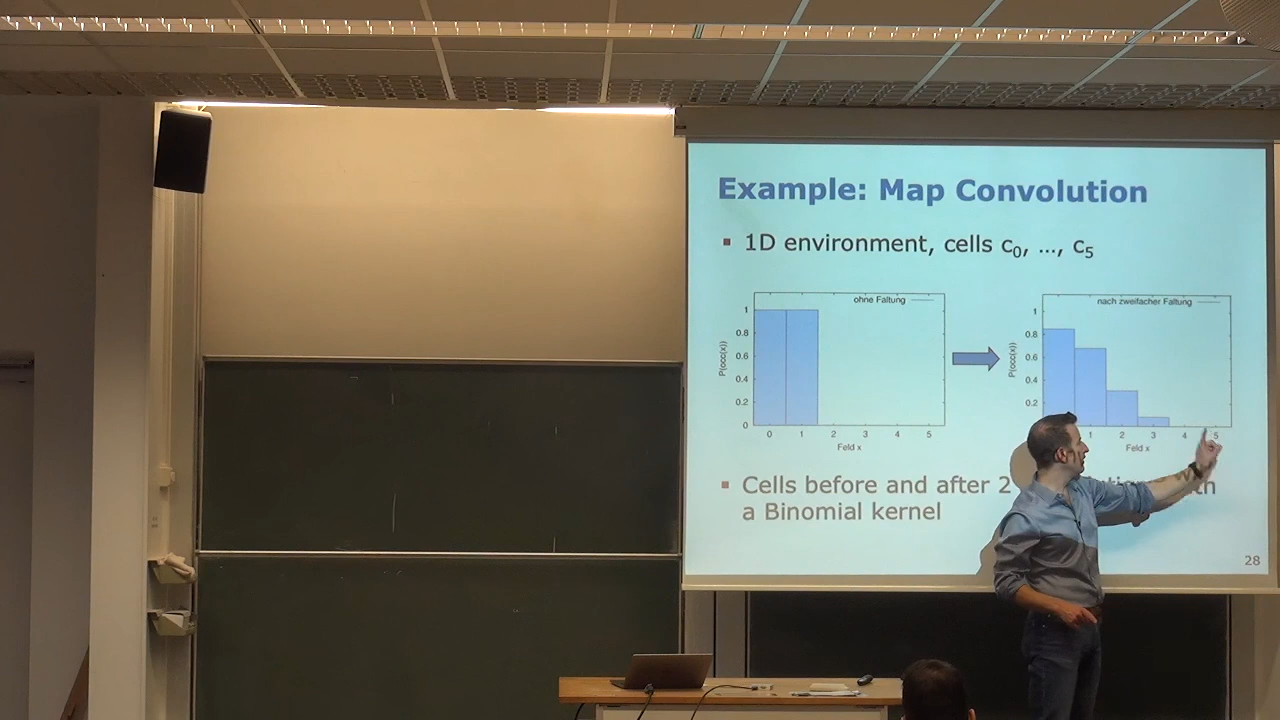 Example: Map Convolution
▪ 1D environment, cells c0, ..., c5
ohne Faltung
1
0.8
0.6
0.4
0.2
0
P(occ(x))
0 1 2 3 4 5
Feld x
nach zweifacher Faltung
1
0.8
0.6
0.4
0.2
P(occ(x))
1 2 3 4 5
Feld x
▪ Cells before and after 2
a Binomial kernel
28